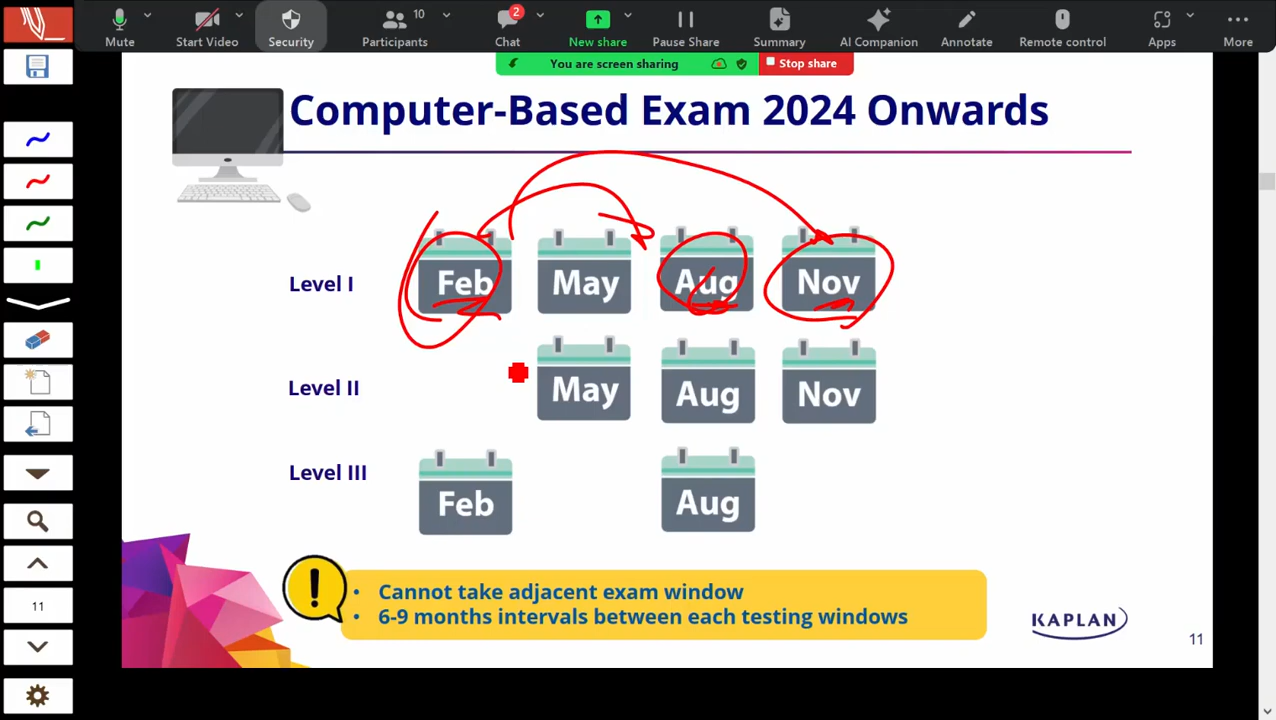 Mute
Start Video
Security
Participants
10
Chat
2
New share
Pause Share
Summary
AI Companion
Annotate
Remote control
Apps
More
You are screen sharing
Stop share
Computer-Based Exam 2024 Onwards
Level I
Feb
May
Aug
Nov
Level II
May
Aug
Nov
Level III
Feb
Aug
!
• Cannot take adjacent exam window
• 6-9 months intervals between each testing windows
KAPLAN
11
11